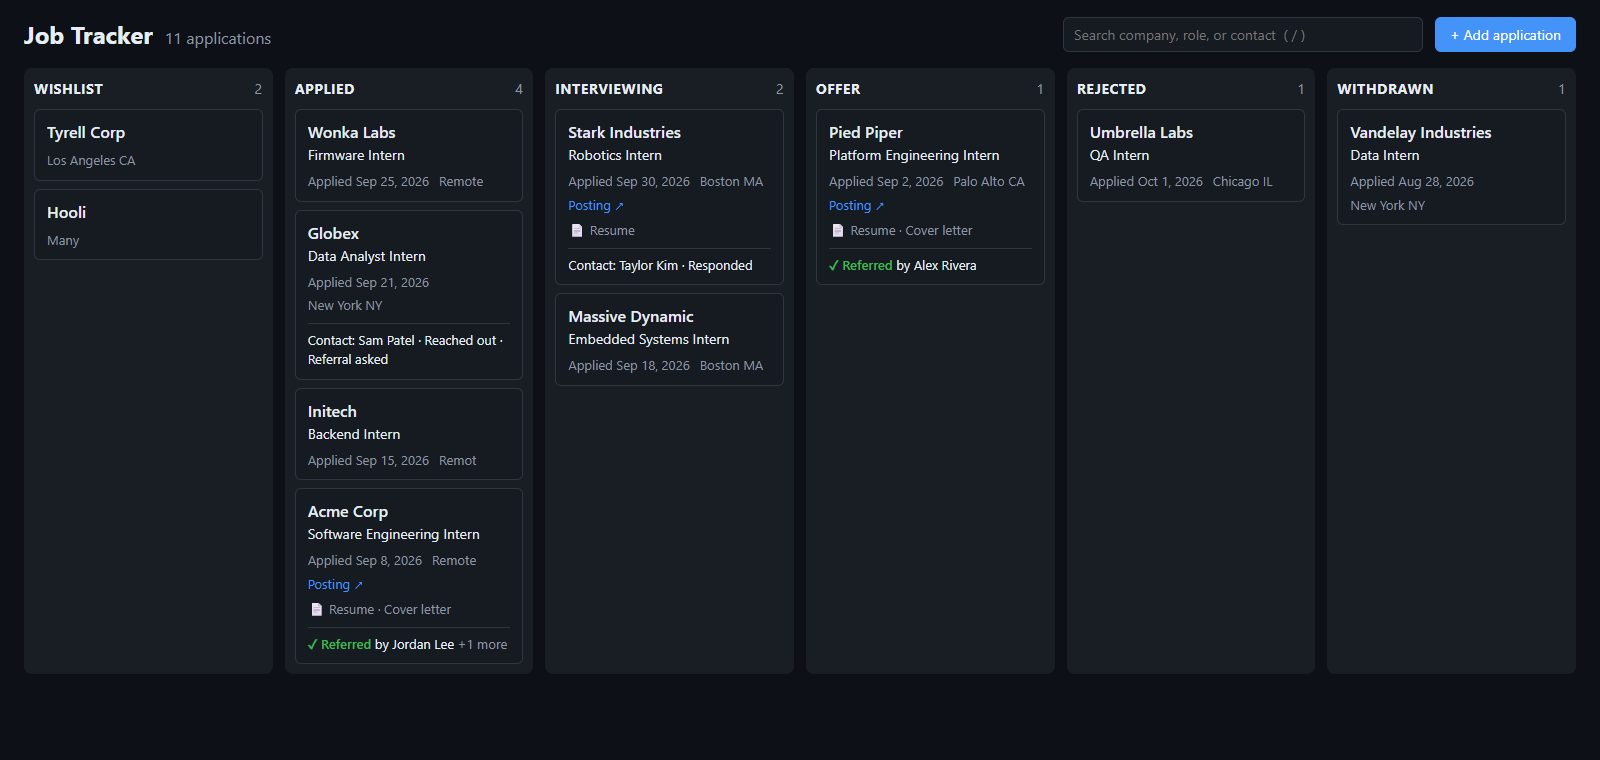 Job Tracker 11 applications
Search company, role, or contact ( / )
+ Add application
WISHLIST 2
Tyrell Corp
Los Angeles CA
Hooli
Many
APPLIED 4
Wonka Labs
Firmware Intern
Applied Sep 25, 2026 Remote
Globex
Data Analyst Intern
Applied Sep 21, 2026
New York NY
Contact: Sam Patel · Reached out ·
Referral asked
Initech
Backend Intern
Applied Sep 15, 2026 Remot
Acme Corp
Software Engineering Intern
Applied Sep 8, 2026 Remote
Posting ↗
Resume · Cover letter
✓ Referred by Jordan Lee +1 more
INTERVIEWING 2
Stark Industries
Robotics Intern
Applied Sep 30, 2026 Boston MA
Posting ↗
Resume
Contact: Taylor Kim · Responded
Massive Dynamic
Embedded Systems Intern
Applied Sep 18, 2026 Boston MA
OFFER 1
Pied Piper
Platform Engineering Intern
Applied Sep 2, 2026 Palo Alto CA
Posting ↗
Resume · Cover letter
✓ Referred by Alex Rivera
REJECTED 1
Umbrella Labs
QA Intern
Applied Oct 1, 2026 Chicago IL
WITHDRAWN 1
Vandelay Industries
Data Intern
Applied Aug 28, 2026
New York NY